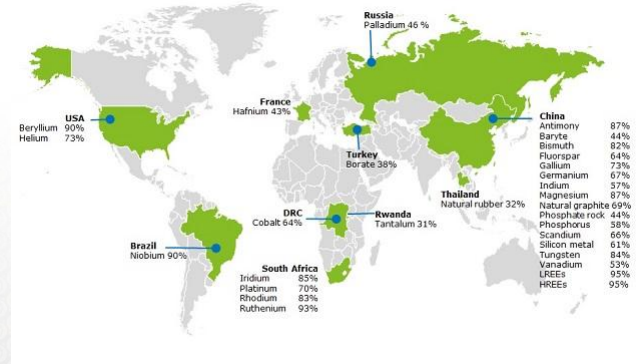 Russia
Palladium 46 %
France
Hafnium 43%
USA
Beryllium 90%
Helium 73%
Turkey
Borate 38%
China
Antimony 87%
Baryte 44%
Bismuth 82%
Fluorspar 64%
Gallium 73%
Germanium 67%
Indium 57%
Magnesium 87%
Natural graphite 69%
Phosphate rock 44%
Phosphorus 58%
Scandium 66%
Silicon metal 61%
Tungsten 84%
Vanadium 53%
LREEs 95%
HREEs 95%
Thailand
Natural rubber 32%
DRC
Cobalt 64%
Rwanda
Tantalum 31%
Brazil
Niobium 90%
South Africa
Iridium 85%
Platinum 70%
Rhodium 83%
Ruthenium 93%